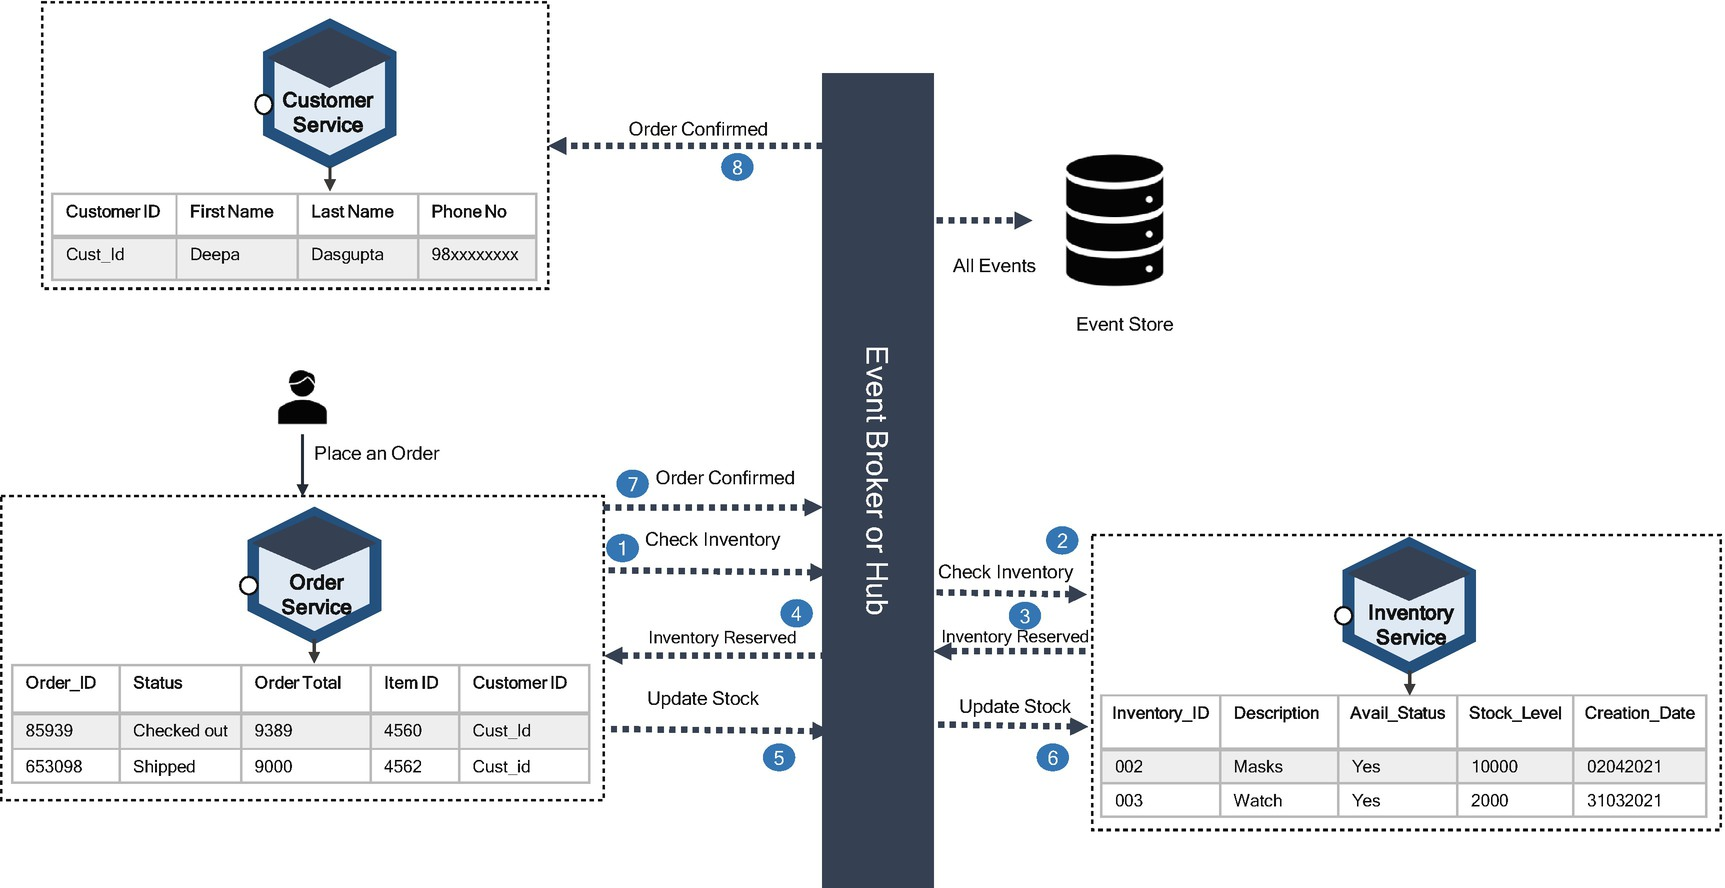 Customer
Service
Customer ID First Name Last Name Phone No
Cust_Id Deepa Dasgupta 98xxxxxxxx
Order Confirmed
8
All Events
Event Store
Event Broker or Hub
Place an Order
7 Order Confirmed
1 Check Inventory
4
Inventory Reserved
Update Stock
5
Order
Service
Order_ID Status Order Total Item ID Customer ID
85939 Checked out 9389 4560 Cust_Id
653098 Shipped 9000 4562 Cust_id
2
Check Inventory
3
Inventory Reserved
Update Stock
6
Inventory
Service
Inventory_ID Description Avail_Status Stock_Level Creation_Date
002 Masks Yes 10000 02042021
003 Watch Yes 2000 31032021